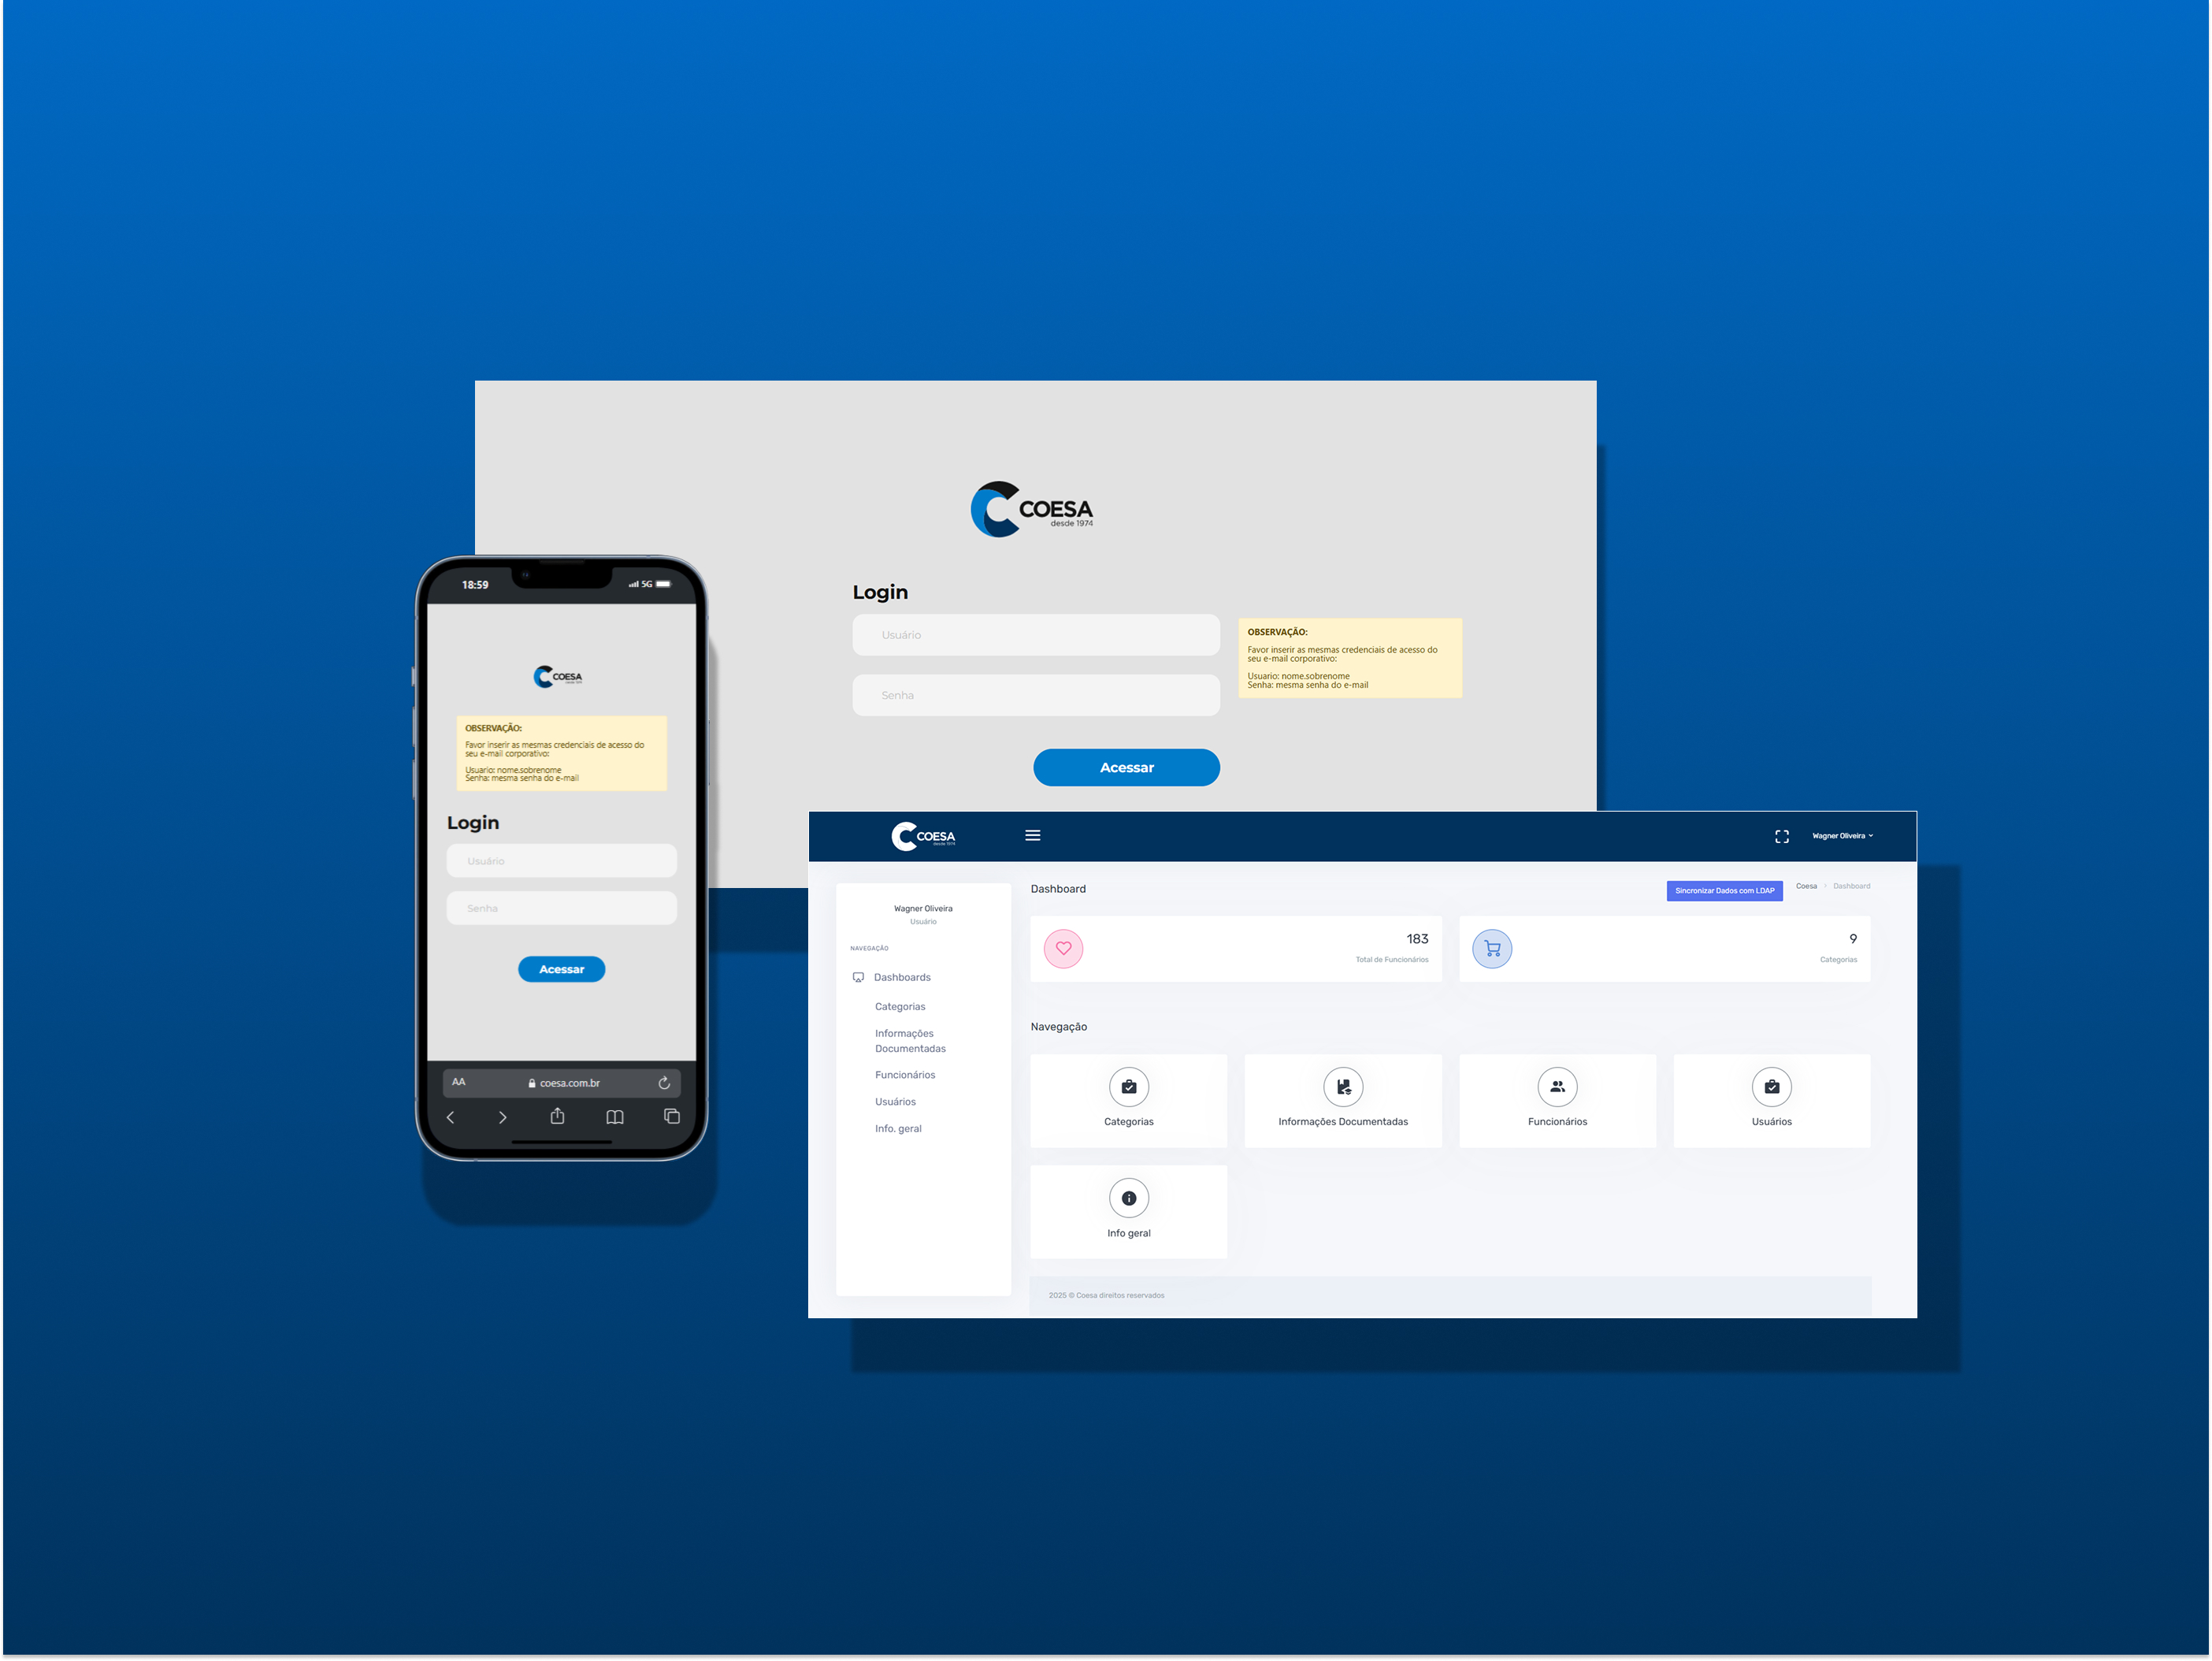 COESA
desde 1974
Login
Usuário
Senha
OBSERVAÇÃO:
Favor inserir as mesmas credenciais de acesso do
seu e-mail corporativo:
Usuario: nome.sobrenome
Senha: mesma senha do e-mail
Acessar
18:59
5G
COESA
desde 1974
OBSERVAÇÃO:
Favor inserir as mesmas credenciais de acesso do
seu e-mail corporativo:
Usuario: nome.sobrenome
Senha: mesma senha do e-mail
Login
Usuário
Senha
Acessar
AA
coesa.com.br
COESA
desde 1974
Wagner Oliveira
Wagner Oliveira
Usuário
NAVEGAÇÃO
Dashboards
Categorias
Informações
Documentadas
Funcionários
Usuários
Info. geral
Dashboard
Sincronizar Dados com LDAP
Coesa > Dashboard
183
Total de Funcionários
9
Categorias
Navegação
Categorias
Informações Documentadas
Funcionários
Usuários
Info geral
2025 © Coesa direitos reservados